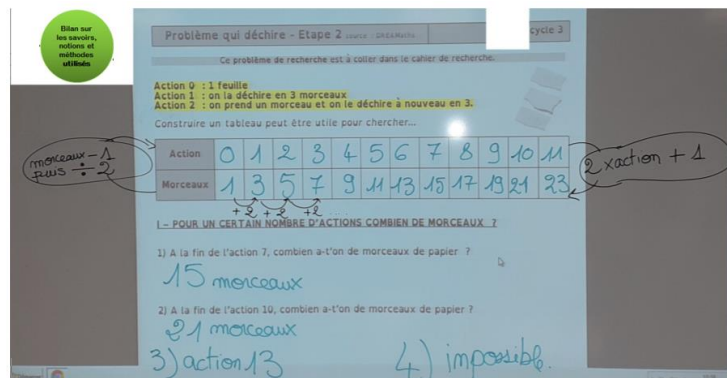 Bilan sur
les savoirs,
notions et
méthodes
utilisés
Problème qui déchire - Etape 2 source : GREAMaths
cycle 3
Ce problème de recherche est à coller dans le cahier de recherche.
Action 0 : 1 feuille
Action 1 : on la déchire en 3 morceaux
Action 2 : on prend un morceau et on le déchire à nouveau en 3.
Construire un tableau peut être utile pour chercher...
morceaux - 1
puis ÷ 2
Action 0 1 2 3 4 5 6 7 8 9 10 11
Morceaux 1 3 5 7 9 11 13 15 17 19 21 23
2 x action + 1
+2 +2 +2
I - POUR UN CERTAIN NOMBRE D'ACTIONS COMBIEN DE MORCEAUX ?
1) A la fin de l'action 7, combien a-t'on de morceaux de papier ?
15 morceaux
2) A la fin de l'action 10, combien a-t'on de morceaux de papier ?
21 morceaux
3) action 13
4) impossible.